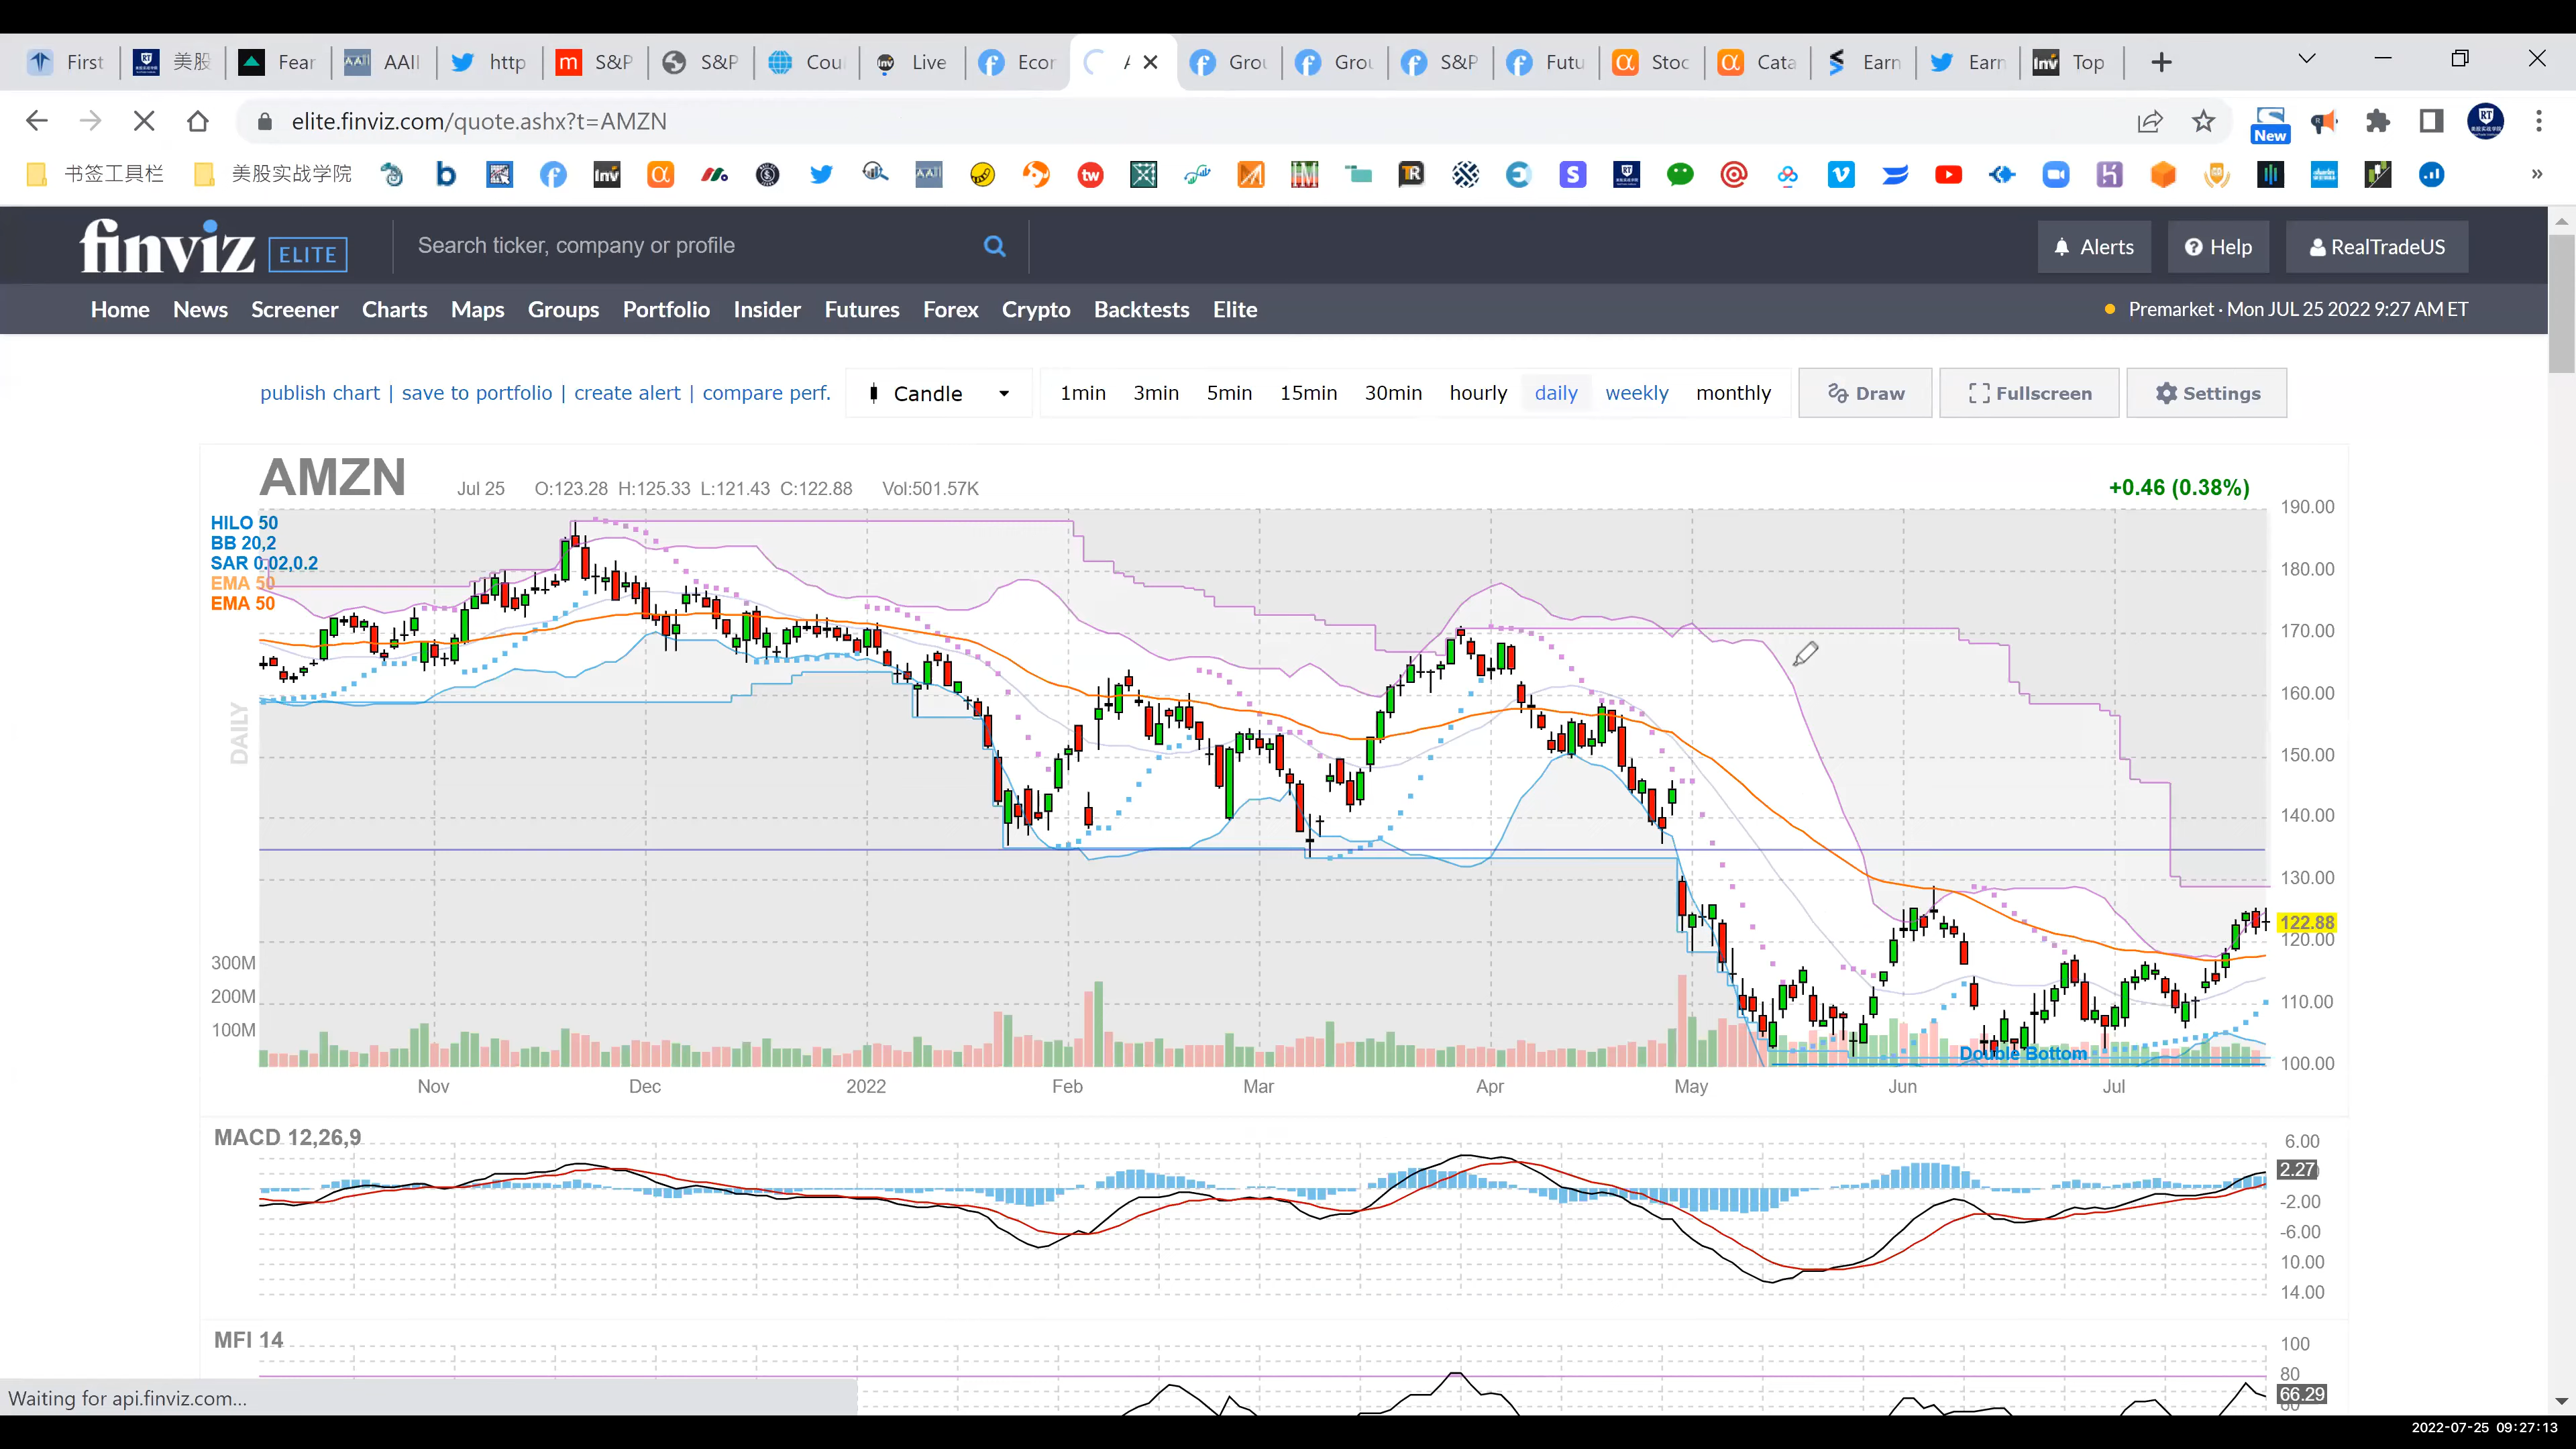 First 美股 Fear AAII http S&P S&P Cou Live Ecor Grou Grou S&P Futu Stoc Cata Earn Earn Top
elite.finviz.com/quote.ashx?t=AMZN
New
书签工具栏 美股实战学院
finviz ELITE Search ticker, company or profile Alerts Help RealTradeUS
Home News Screener Charts Maps Groups Portfolio Insider Futures Forex Crypto Backtests Elite Premarket · Mon JUL 25 2022 9:27 AM ET
publish chart | save to portfolio | create alert | compare perf. Candle 1min 3min 5min 15min 30min hourly daily weekly monthly Draw Fullscreen Settings
AMZN Jul 25 O:123.28 H:125.33 L:121.43 C:122.88 Vol:501.57K +0.46 (0.38%)
190.00
HILO 50
BB 20,2
SAR 0.02,0.2
180.00
EMA 50
EMA 50
170.00
160.00
DAILY
150.00
140.00
130.00
122.88
120.00
300M
200M
110.00
100M
Double Bottom
100.00
Nov Dec 2022 Feb Mar Apr May Jun Jul
MACD 12,26,9
6.00
2.27
-2.00
-6.00
10.00
14.00
MFI 14
100
80
66.29
60
Waiting for api.finviz.com...
2022-07-25 09:27:13